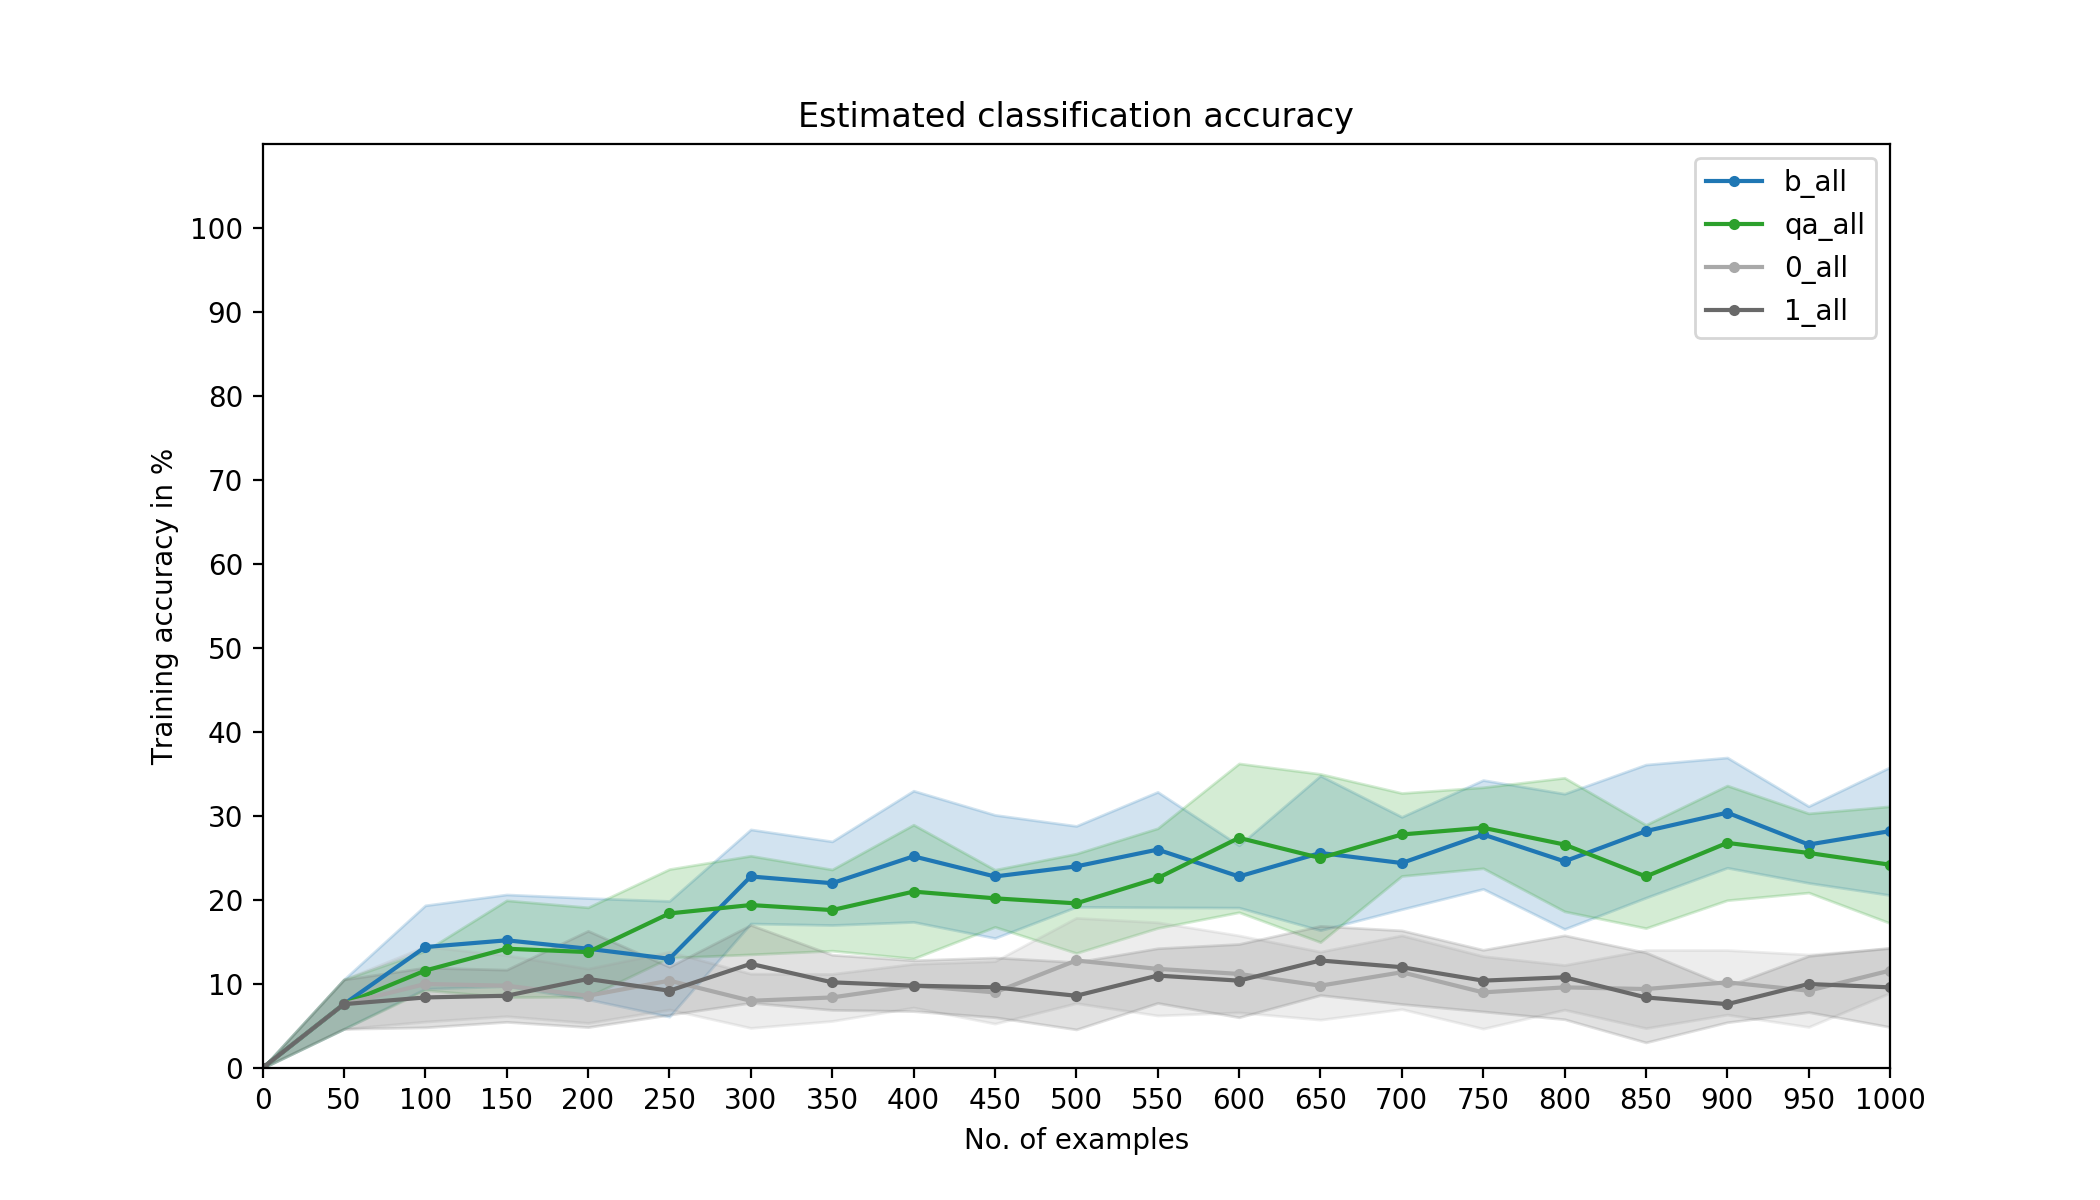 Estimated classification accuracy
b_all
qa_all
0_all
1_all
100
90
80
70
60
50
40
30
20
10
0
Training accuracy in %
0 50 100 150 200 250 300 350 400 450 500 550 600 650 700 750 800 850 900 950 1000
No. of examples